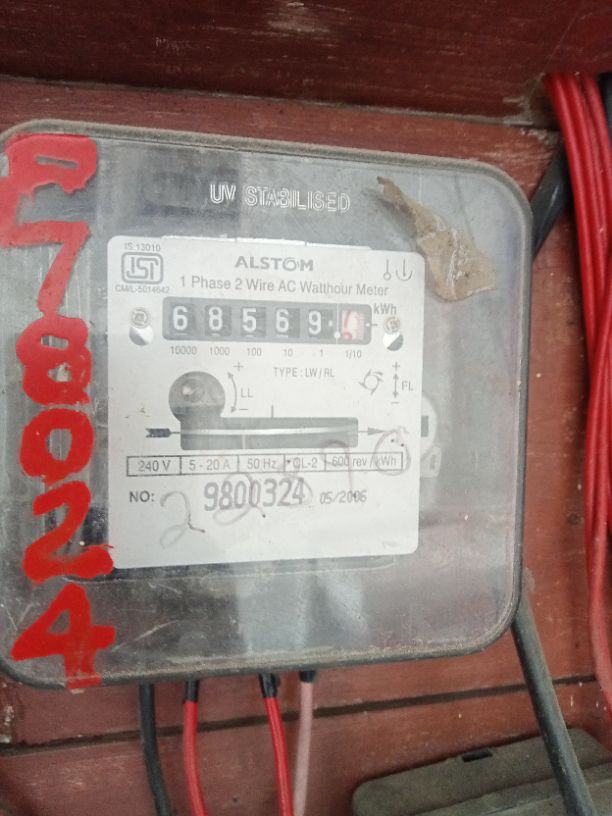 UV STABILISED
IS:13010
ISI
CM/L-5014642
ALSTOM
1 Phase 2 Wire AC Watthour Meter
6 8 5 6 9 kWh
10000 1000 100 10 1 1/10
TYPE : LW/RL
+ LL -
+ FL -
240 V 5 - 20 A 50 Hz CL-2 600 rev / kWh
NO: 9800324 05/2006
P78024